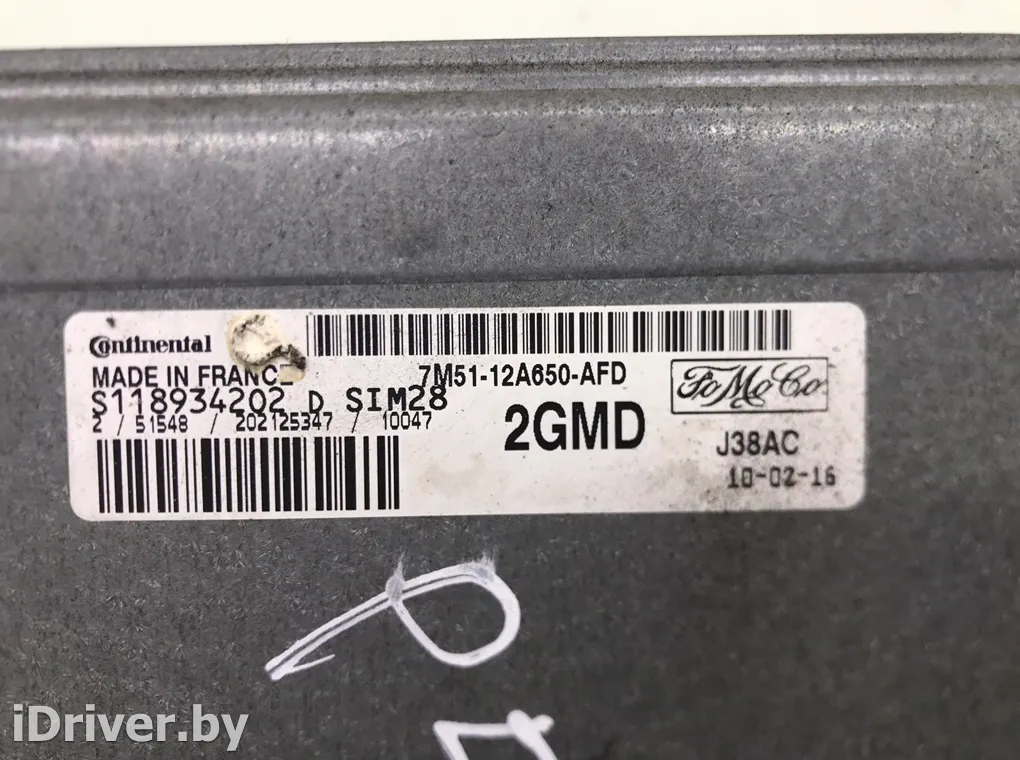 Continental
MADE IN FRANCE
7M51-12A650-AFD
FoMoCo
S118934202 D SIM28
2 / 51548 / 202125347 / 10047
2GMD
J38AC
10-02-16
P
iDriver.by